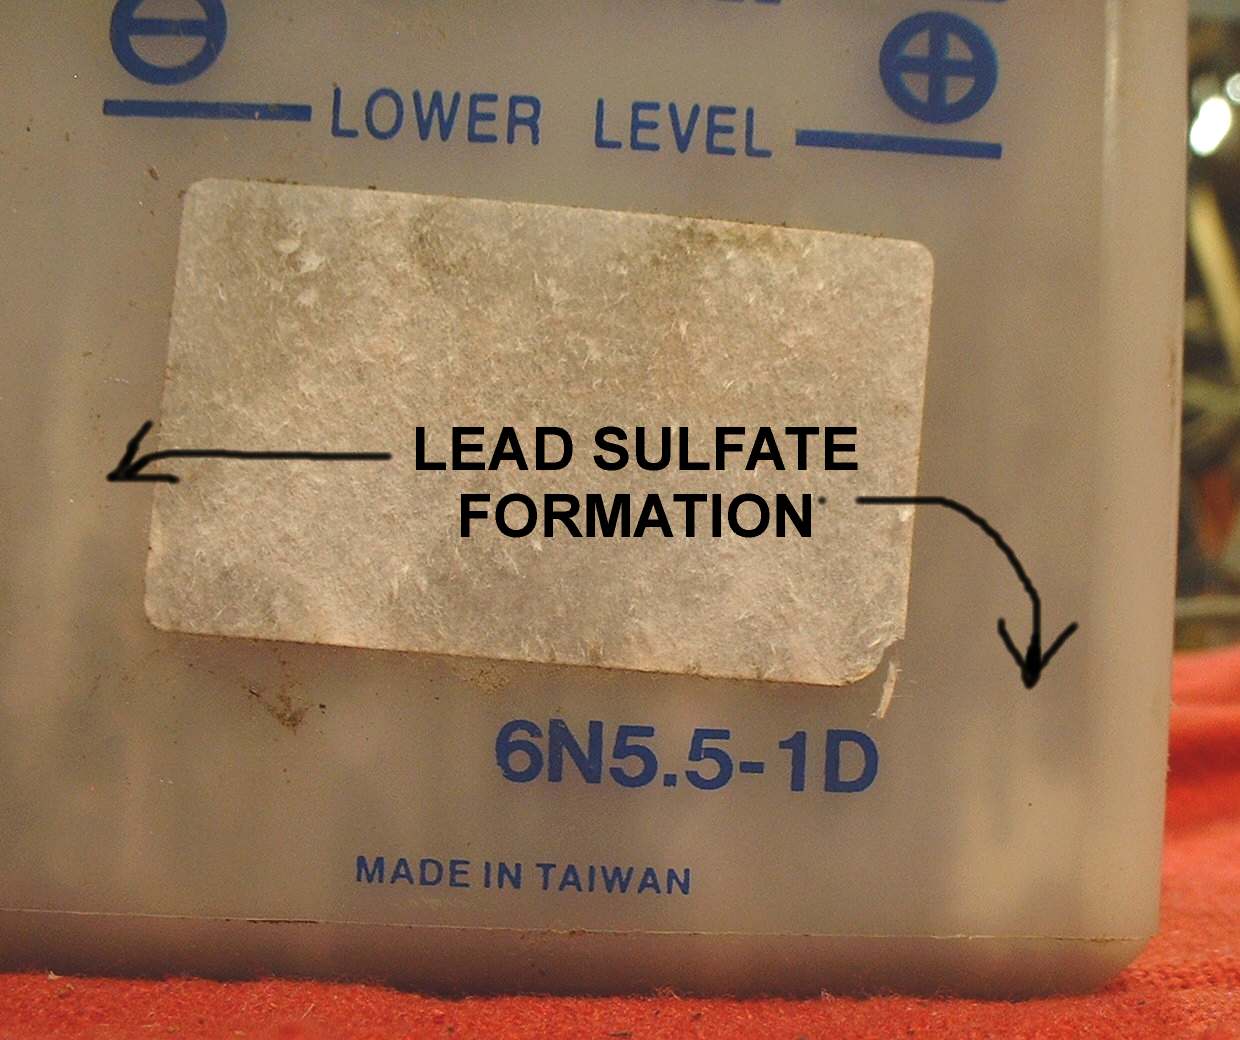 LOWER LEVEL
LEAD SULFATE
FORMATION
6N5.5-1D
MADE IN TAIWAN